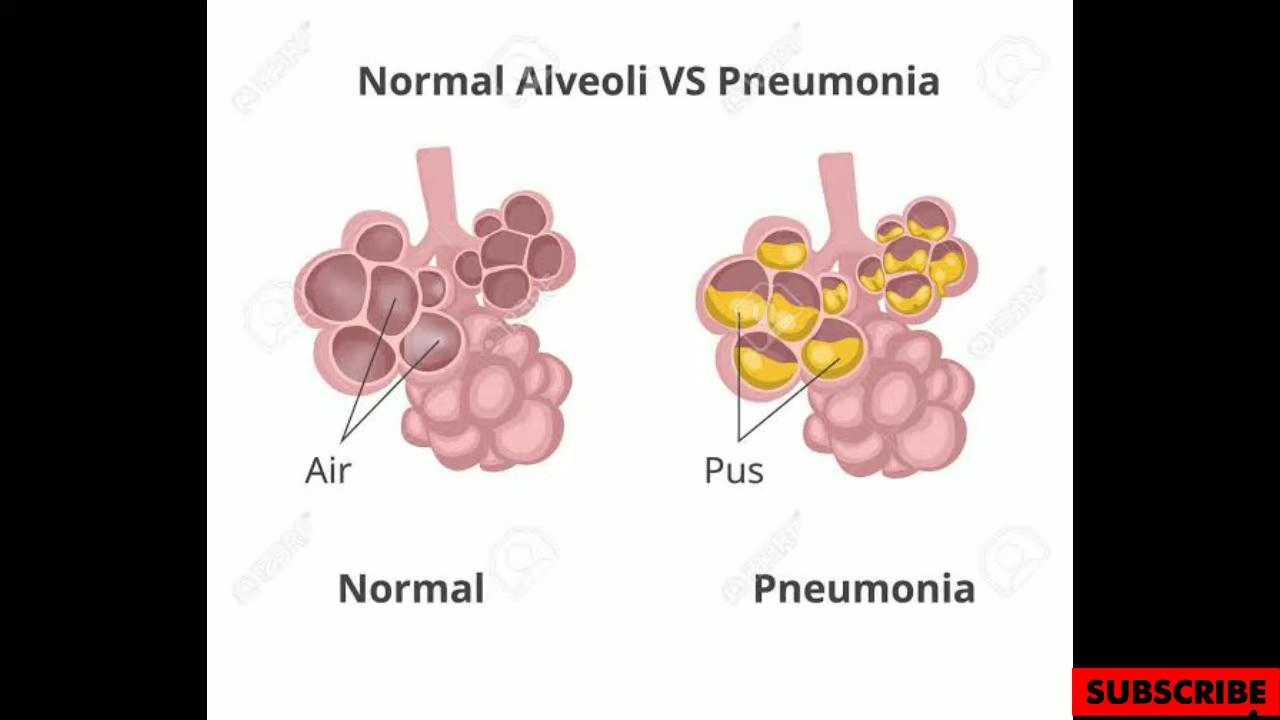 Normal Alveoli VS Pneumonia
Air
Pus
Normal
Pneumonia
SUBSCRIBE